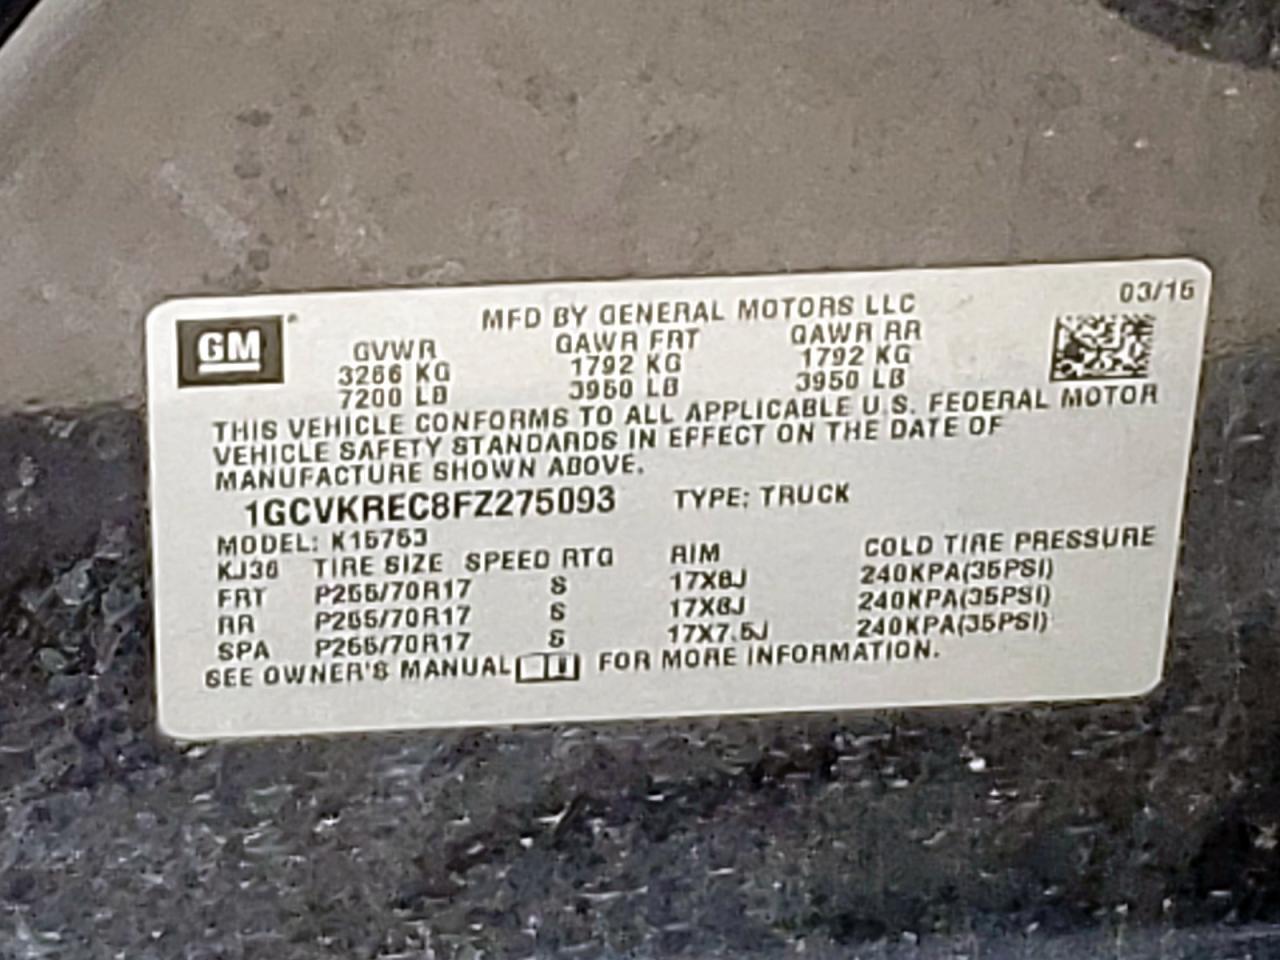 GM
MFD BY GENERAL MOTORS LLC 03/15
GVWR GAWR FRT GAWR RR
3266 KG 1792 KG 1792 KG
7200 LB 3950 LB 3950 LB
THIS VEHICLE CONFORMS TO ALL APPLICABLE U.S. FEDERAL MOTOR
VEHICLE SAFETY STANDARDS IN EFFECT ON THE DATE OF
MANUFACTURE SHOWN ABOVE.
1GCVKREC8FZ275093 TYPE: TRUCK
MODEL: K15753
KJ36 TIRE SIZE SPEED RTG RIM COLD TIRE PRESSURE
FRT P265/70R17 S 17X8J 240KPA(35PSI)
RR P265/70R17 S 17X8J 240KPA(35PSI)
SPA P265/70R17 S 17X7.5J 240KPA(35PSI)
SEE OWNER'S MANUAL FOR MORE INFORMATION.